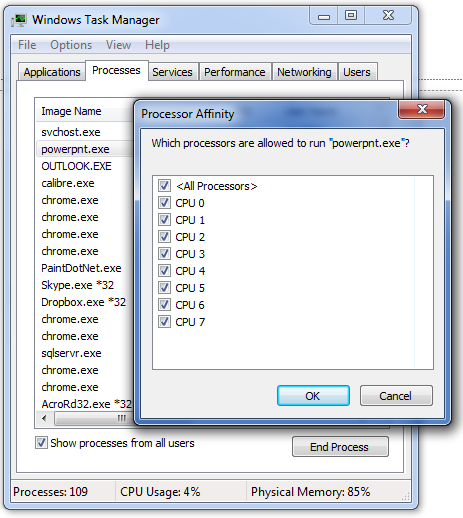 Windows Task Manager
File Options View Help
Applications Processes Services Performance Networking Users
Image Name
svchost.exe
powerpnt.exe
OUTLOOK.EXE
calibre.exe
chrome.exe
chrome.exe
chrome.exe
chrome.exe
PaintDotNet.exe
Skype.exe *32
Dropbox.exe *32
chrome.exe
chrome.exe
sqlservr.exe
chrome.exe
chrome.exe
AcroRd32.exe *32
Processor Affinity
Which processors are allowed to run "powerpnt.exe"?
<All Processors>
CPU 0
CPU 1
CPU 2
CPU 3
CPU 4
CPU 5
CPU 6
CPU 7
OK Cancel
Show processes from all users
End Process
Processes: 109 CPU Usage: 4% Physical Memory: 85%